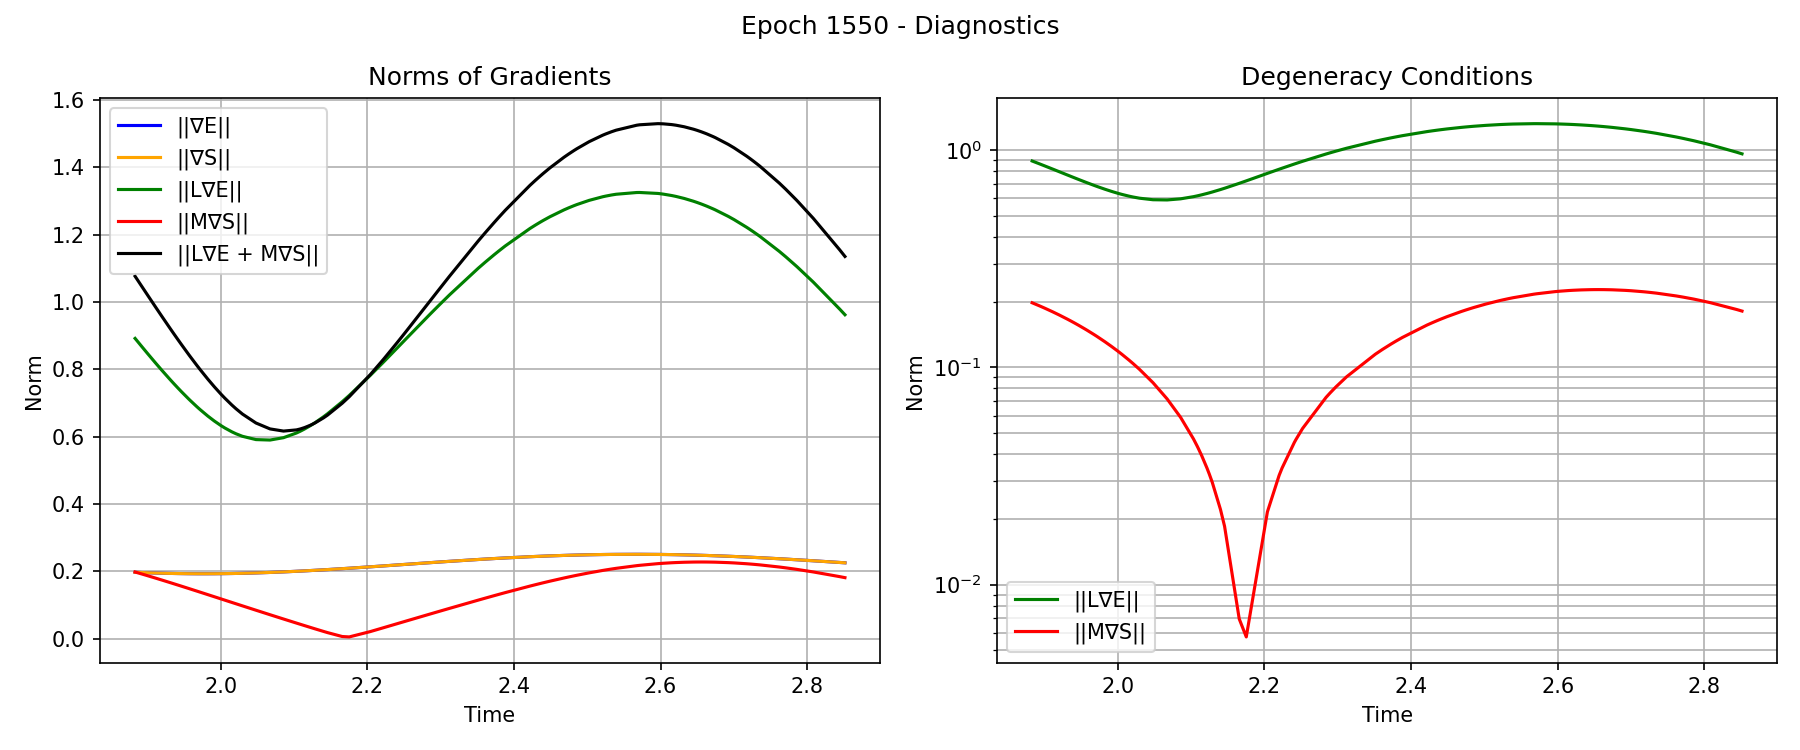 Epoch 1550 - Diagnostics
Norms of Gradients
||∇E||
||∇S||
||L∇E||
||M∇S||
||L∇E + M∇S||
1.6
1.4
1.2
1.0
0.8
0.6
0.4
0.2
0.0
Norm
2.0 2.2 2.4 2.6 2.8
Time
Degeneracy Conditions
10⁰
10⁻¹
10⁻²
Norm
||L∇E||
||M∇S||
2.0 2.2 2.4 2.6 2.8
Time